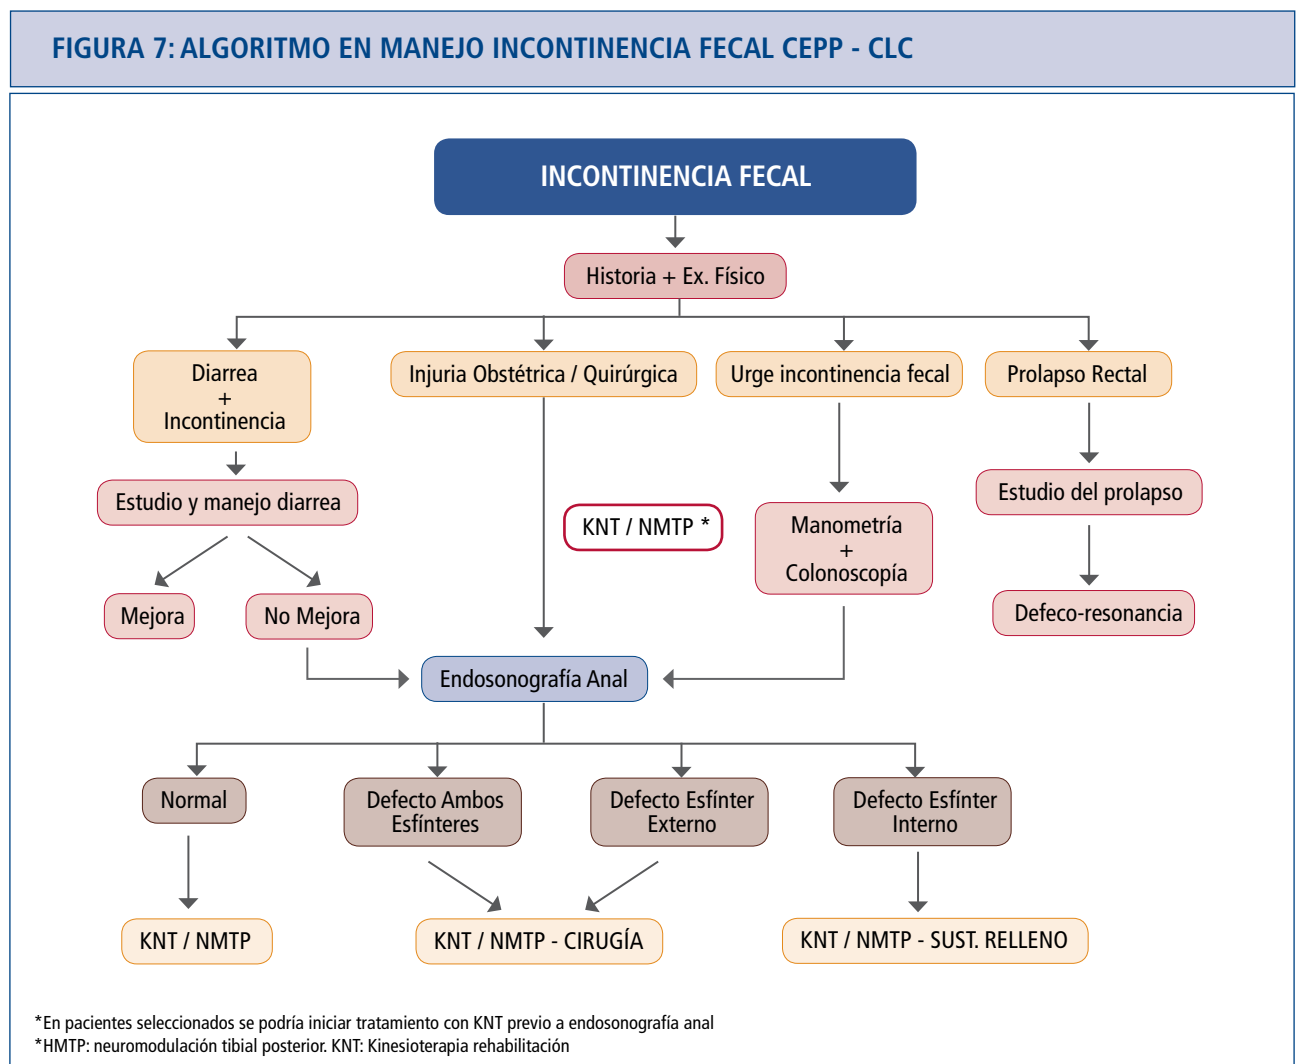 FIGURA 7: ALGORITMO EN MANEJO INCONTINENCIA FECAL CEPP - CLC
INCONTINENCIA FECAL
Historia + Ex. Físico
Diarrea
+
Incontinencia
Injuria Obstétrica / Quirúrgica
Urge incontinencia fecal
Prolapso Rectal
Estudio y manejo diarrea
KNT / NMTP *
Manometría
+
Colonoscopía
Estudio del prolapso
Mejora
No Mejora
Defeco-resonancia
Endosonografía Anal
Normal
Defecto Ambos
Esfínteres
Defecto Esfínter
Externo
Defecto Esfínter
Interno
KNT / NMTP
KNT / NMTP - CIRUGÍA
KNT / NMTP - SUST. RELLENO
*En pacientes seleccionados se podría iniciar tratamiento con KNT previo a endosonografía anal
*HMTP: neuromodulación tibial posterior. KNT: Kinesioterapia rehabilitación